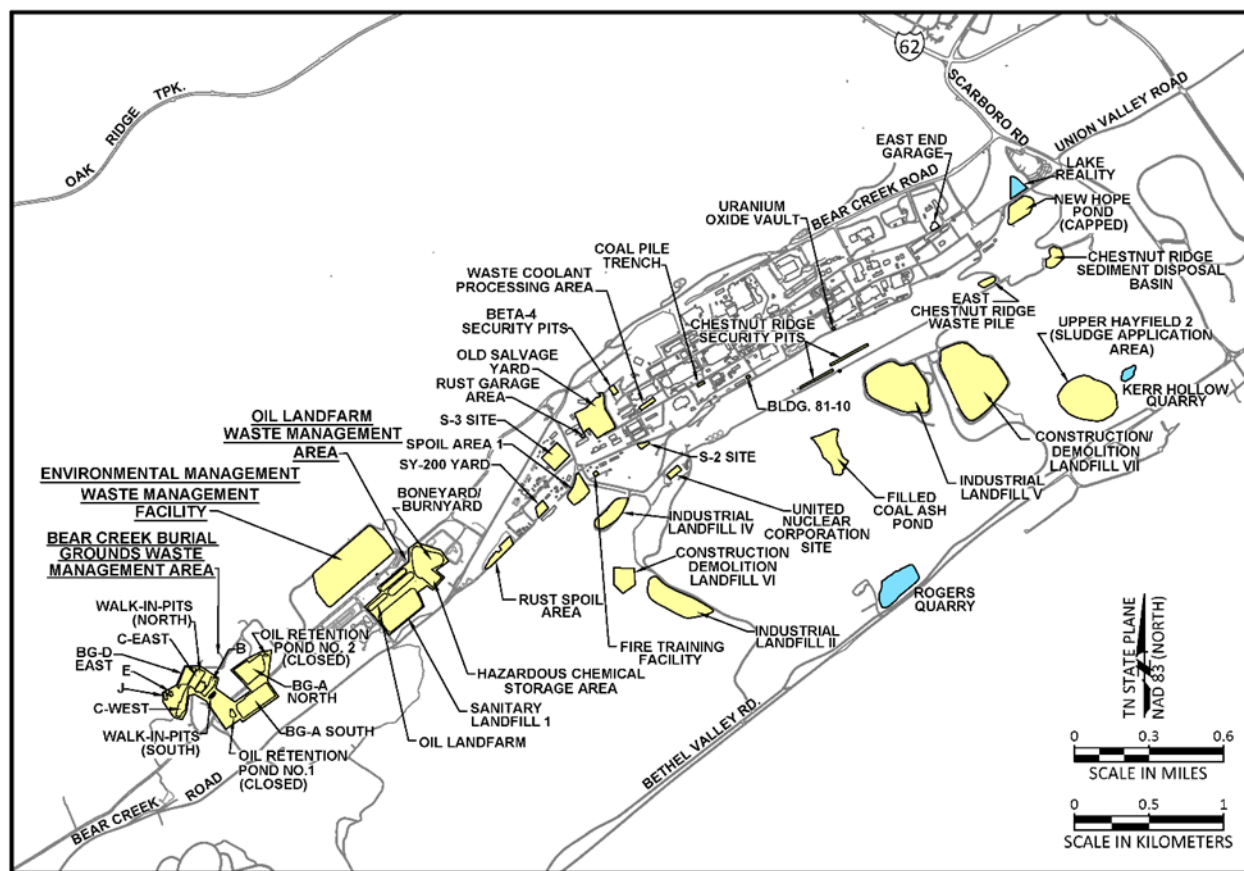 62
OAK RIDGE TPK.
SCARBORO RD
UNION VALLEY ROAD
EAST END
GARAGE
BEAR CREEK ROAD
LAKE
REALITY
URANIUM
OXIDE VAULT
NEW HOPE
POND
(CAPPED)
COAL PILE
TRENCH
CHESTNUT RIDGE
SEDIMENT DISPOSAL
BASIN
WASTE COOLANT
PROCESSING AREA
EAST
CHESTNUT RIDGE
WASTE PILE
BETA-4
SECURITY PITS
CHESTNUT RIDGE
SECURITY PITS
UPPER HAYFIELD 2
(SLUDGE APPLICATION
AREA)
OLD SALVAGE
YARD
RUST GARAGE
AREA
KERR HOLLOW
QUARRY
BLDG. 81-10
S-3 SITE
OIL LANDFARM
WASTE MANAGEMENT
AREA
SPOIL AREA 1
S-2 SITE
CONSTRUCTION/
DEMOLITION
LANDFILL VII
SY-200 YARD
INDUSTRIAL
LANDFILL V
ENVIRONMENTAL MANAGEMENT
WASTE MANAGEMENT
FACILITY
BONEYARD/
BURNYARD
UNITED
NUCLEAR
CORPORATION
SITE
FILLED
COAL ASH
POND
INDUSTRIAL
LANDFILL IV
BEAR CREEK BURIAL
GROUNDS WASTE
MANAGEMENT AREA
CONSTRUCTION
DEMOLITION
LANDFILL VI
RUST SPOIL
AREA
ROGERS
QUARRY
WALK-IN-PITS
(NORTH)
C-EAST
B
OIL RETENTION
POND NO. 2
(CLOSED)
BG-D
EAST
E
J
C-WEST
INDUSTRIAL
LANDFILL II
FIRE TRAINING
FACILITY
HAZARDOUS CHEMICAL
STORAGE AREA
BG-A
NORTH
SANITARY
LANDFILL 1
BG-A SOUTH
OIL LANDFARM
WALK-IN-PITS
(SOUTH)
OIL RETENTION
POND NO.1
(CLOSED)
BETHEL VALLEY RD.
BEAR CREEK ROAD
TN STATE PLANE
NAD 83 (NORTH)
0 0.3 0.6
SCALE IN MILES
0 0.5 1
SCALE IN KILOMETERS